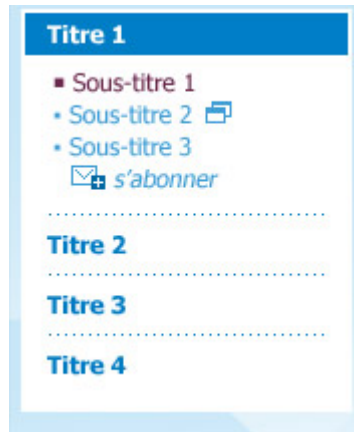 Titre 1
Sous-titre 1
Sous-titre 2
Sous-titre 3
s'abonner
Titre 2
Titre 3
Titre 4